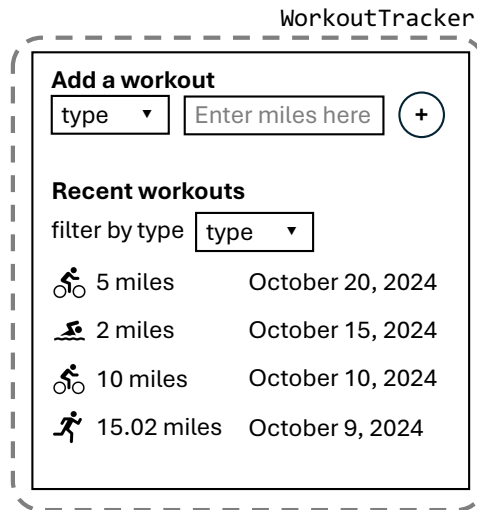 WorkoutTracker
Add a workout
type ▼ Enter miles here +
Recent workouts
filter by type type ▼
5 miles October 20, 2024
2 miles October 15, 2024
10 miles October 10, 2024
15.02 miles October 9, 2024